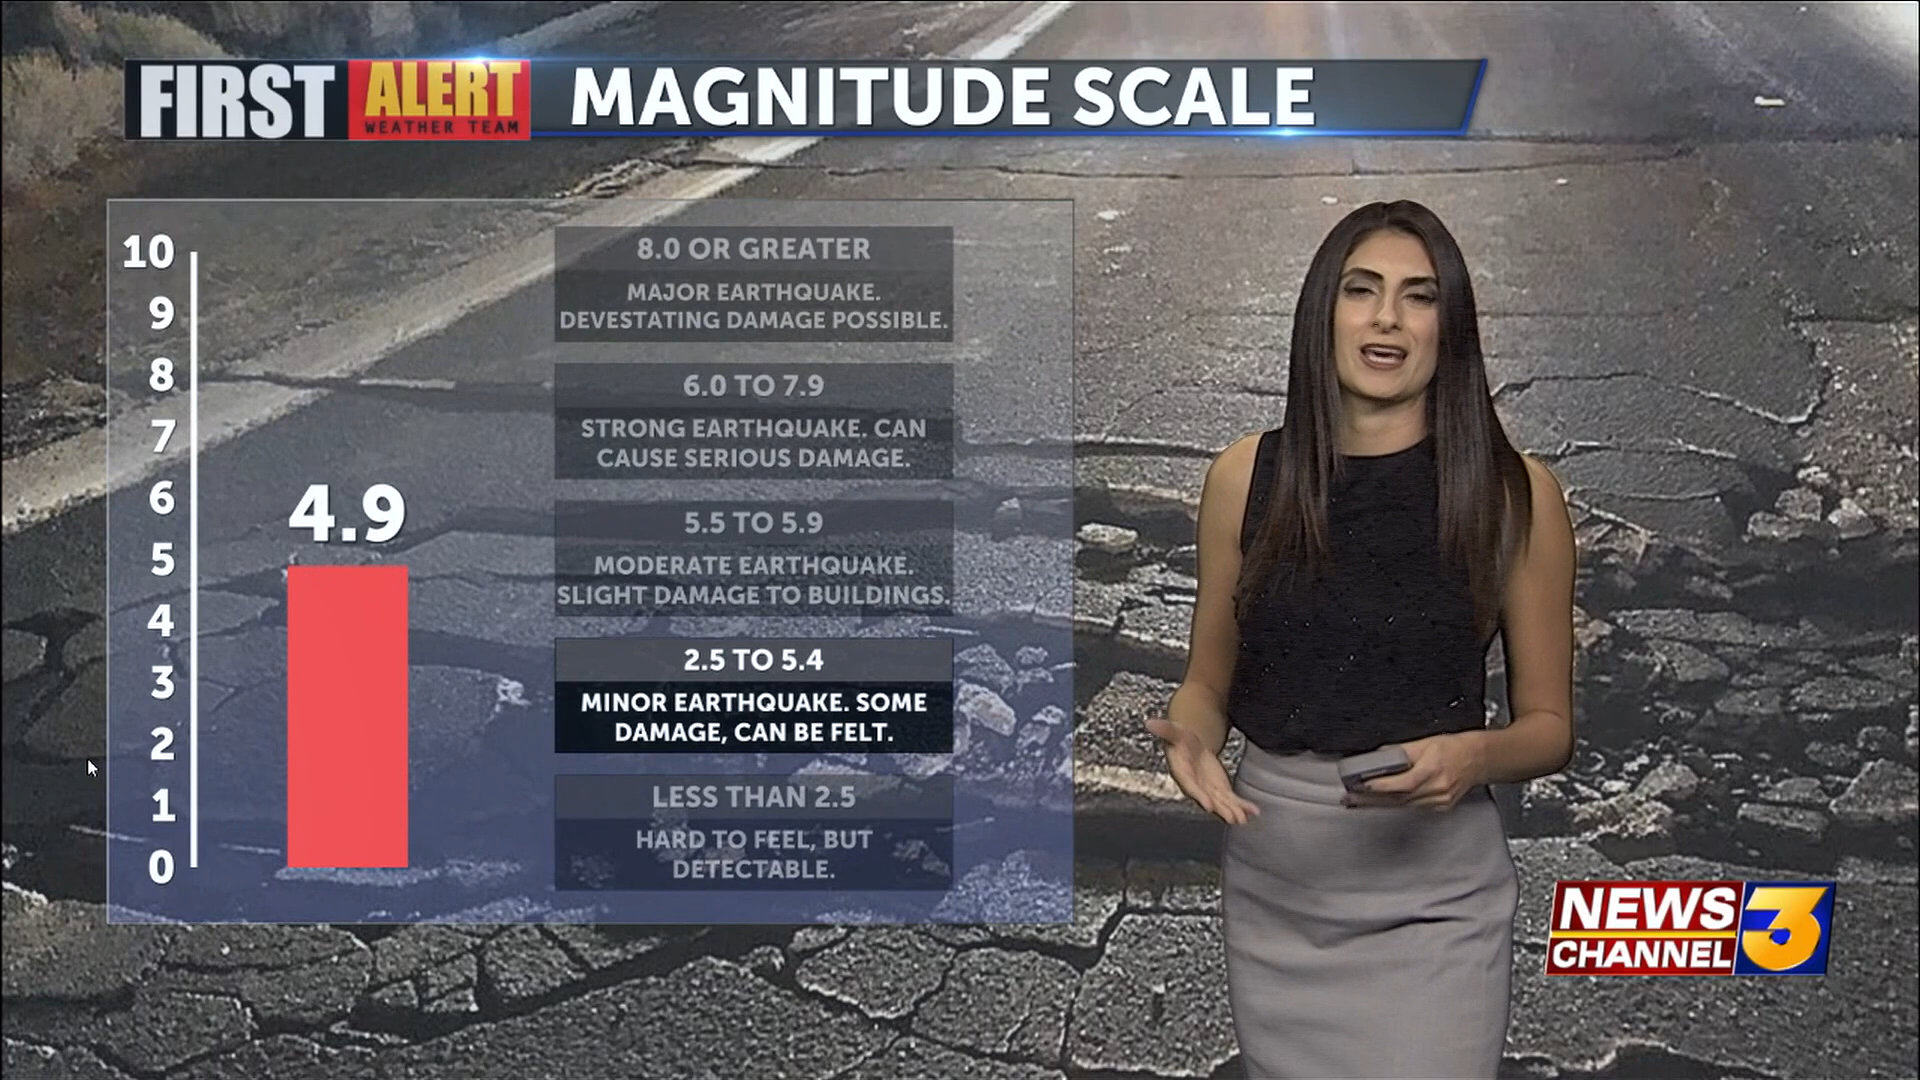 FIRST ALERT
WEATHER TEAM
MAGNITUDE SCALE
10
9
8
7
6
5
4
3
2
1
0
4.9
8.0 OR GREATER
MAJOR EARTHQUAKE.
DEVESTATING DAMAGE POSSIBLE.
6.0 TO 7.9
STRONG EARTHQUAKE. CAN
CAUSE SERIOUS DAMAGE.
5.5 TO 5.9
MODERATE EARTHQUAKE.
SLIGHT DAMAGE TO BUILDINGS.
2.5 TO 5.4
MINOR EARTHQUAKE. SOME
DAMAGE, CAN BE FELT.
LESS THAN 2.5
HARD TO FEEL, BUT
DETECTABLE.
NEWS
CHANNEL 3